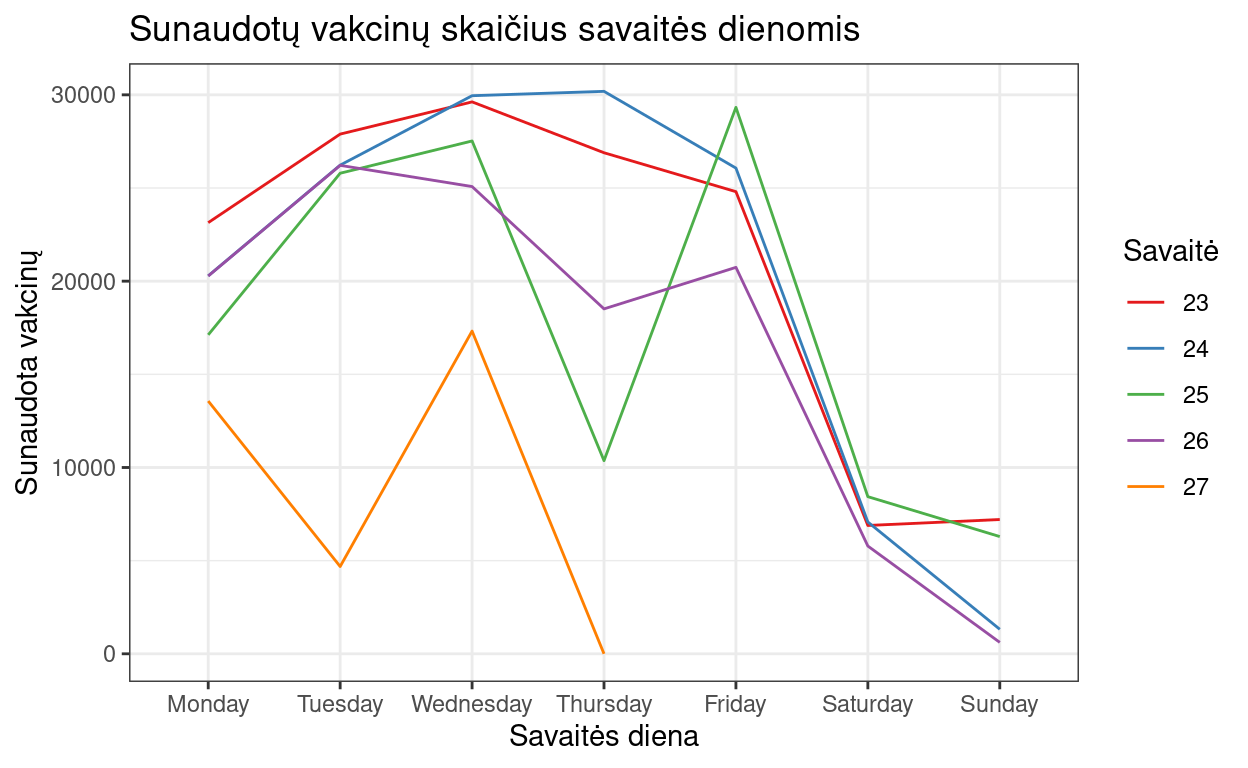 Sunaudotų vakcinų skaičius savaitės dienomis
Sunaudota vakcinų
30000
20000
10000
0
Monday Tuesday Wednesday Thursday Friday Saturday Sunday
Savaitės diena
Savaitė
23
24
25
26
27